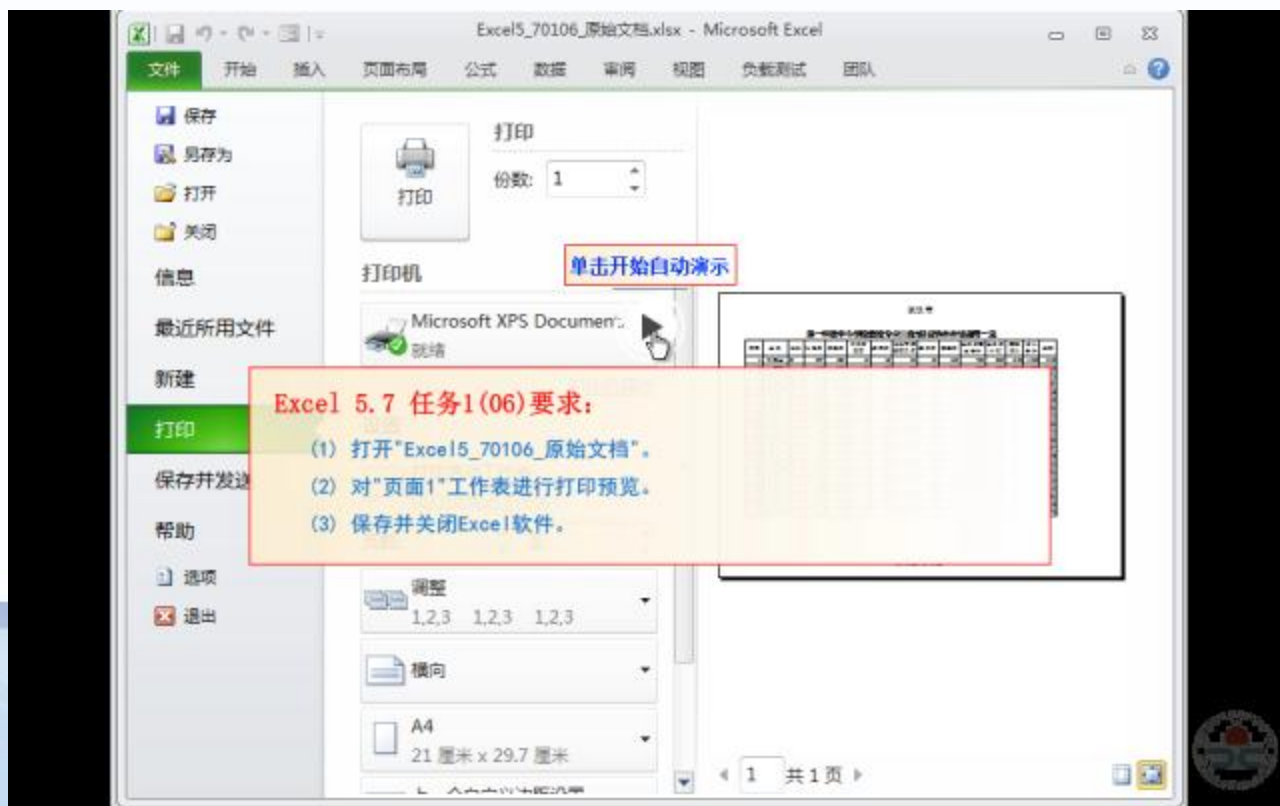 Excel5_70106_原始文档.xlsx - Microsoft Excel
文件 开始 插入 页面布局 公式 数据 审阅 视图 负载测试 团队
保存
另存为
打开
关闭
信息
最近所用文件
新建
打印
保存并发送
帮助
选项
退出
打印
份数: 1
打印
打印机
单击开始自动演示
Microsoft XPS Document
就绪
Excel 5.7 任务1(06)要求:
(1) 打开"Excel5_70106_原始文档"。
(2) 对"页面1"工作表进行打印预览。
(3) 保存并关闭Excel软件。
调整
1,2,3 1,2,3 1,2,3
横向
A4
21 厘米 x 29.7 厘米
1 共 1 页